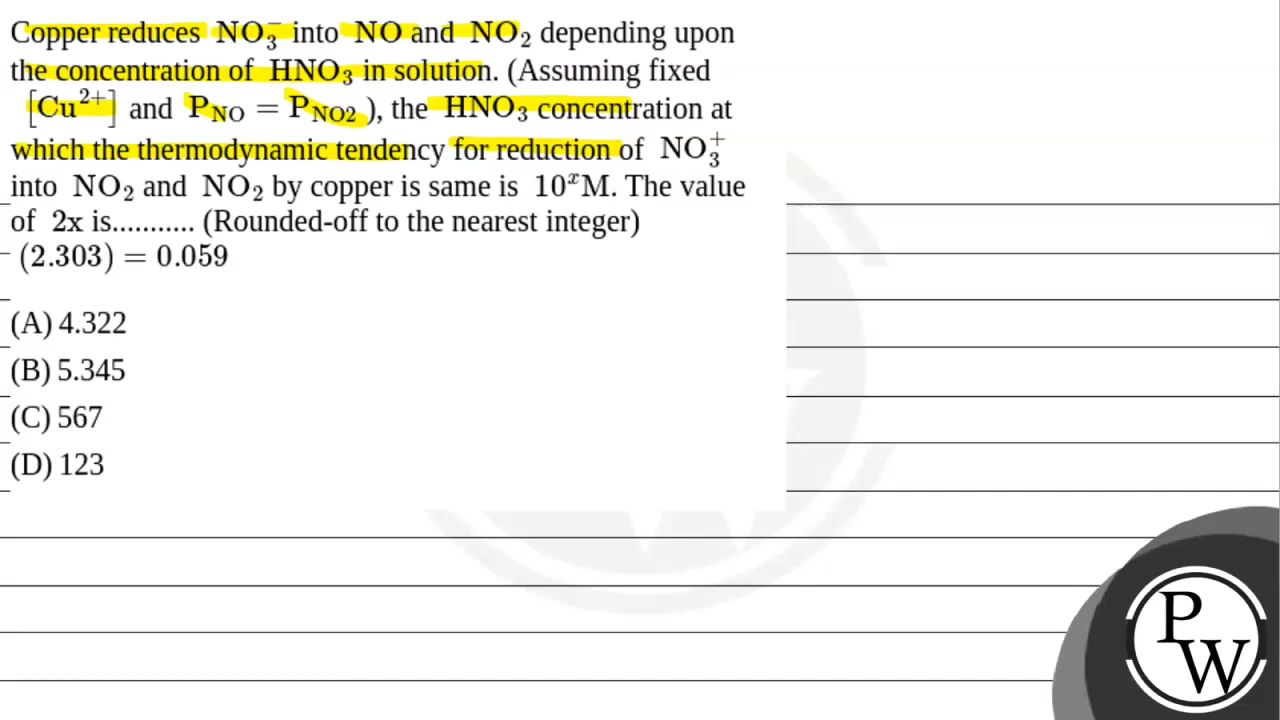 Copper reduces NO₃⁻ into NO and NO₂ depending upon
the concentration of HNO₃ in solution. (Assuming fixed
[Cu²⁺] and P_NO = P_NO2), the HNO₃ concentration at
which the thermodynamic tendency for reduction of NO₃⁺
into NO₂ and NO₂ by copper is same is 10ˣM. The value
of 2x is.......... (Rounded-off to the nearest integer)
(2.303) = 0.059
(A) 4.322
(B) 5.345
(C) 567
(D) 123
P
W